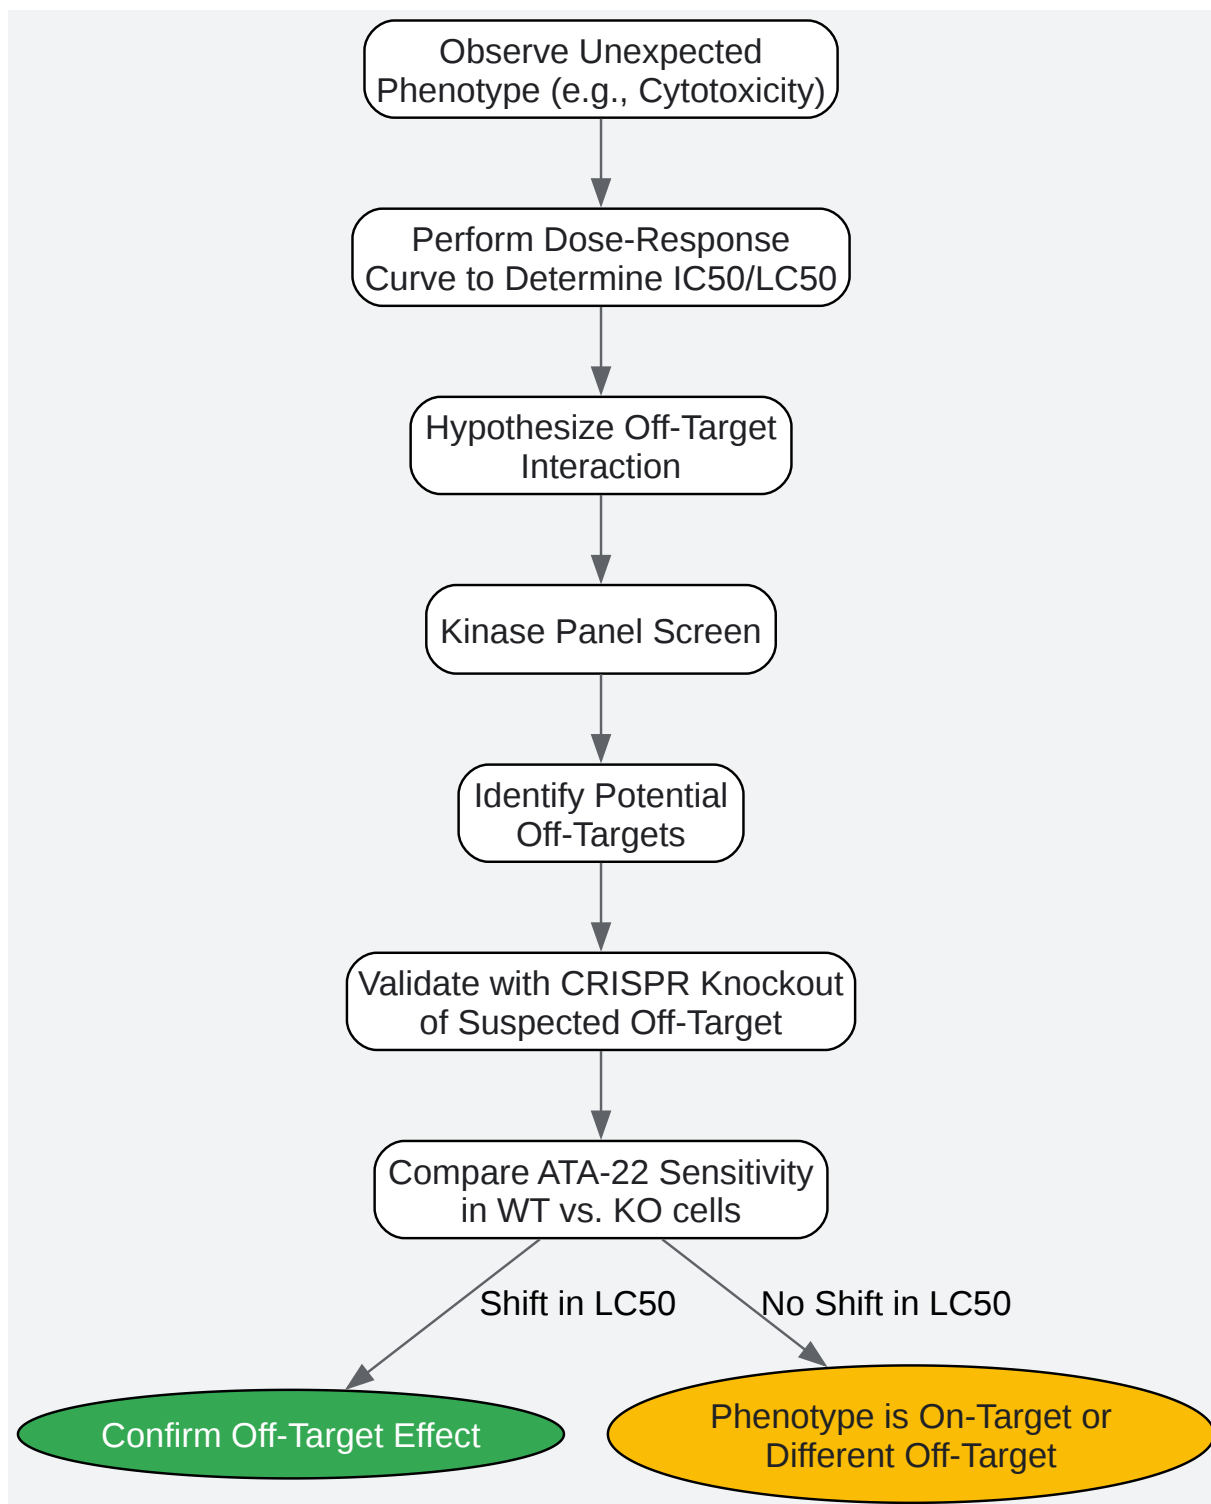 Observe Unexpected
Phenotype (e.g., Cytotoxicity)
Perform Dose-Response
Curve to Determine IC50/LC50
Hypothesize Off-Target
Interaction
Kinase Panel Screen
Identify Potential
Off-Targets
Validate with CRISPR Knockout
of Suspected Off-Target
Compare ATA-22 Sensitivity
in WT vs. KO cells
Shift in LC50
No Shift in LC50
Confirm Off-Target Effect
Phenotype is On-Target or
Different Off-Target